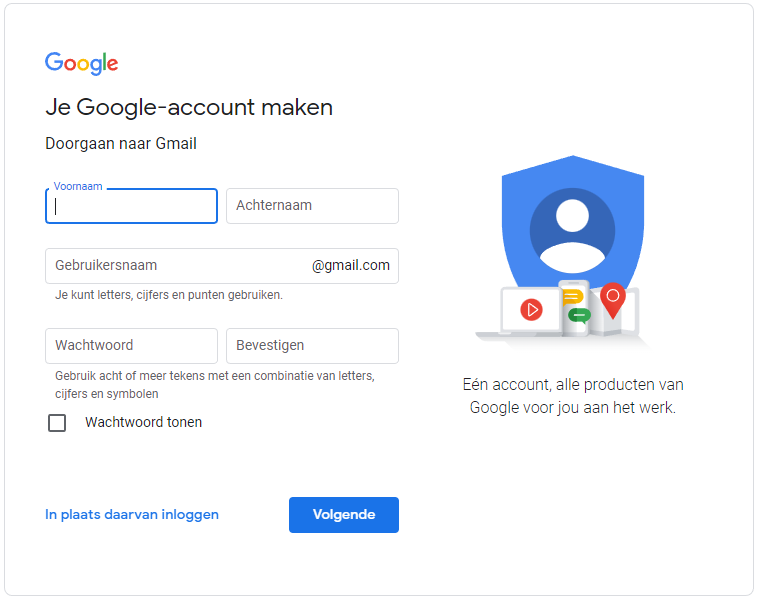 Google
Je Google-account maken
Doorgaan naar Gmail
Voornaam
Achternaam
Gebruikersnaam @gmail.com
Je kunt letters, cijfers en punten gebruiken.
Wachtwoord
Bevestigen
Gebruik acht of meer tekens met een combinatie van letters,
cijfers en symbolen
Wachtwoord tonen
In plaats daarvan inloggen
Volgende
Eén account, alle producten van
Google voor jou aan het werk.